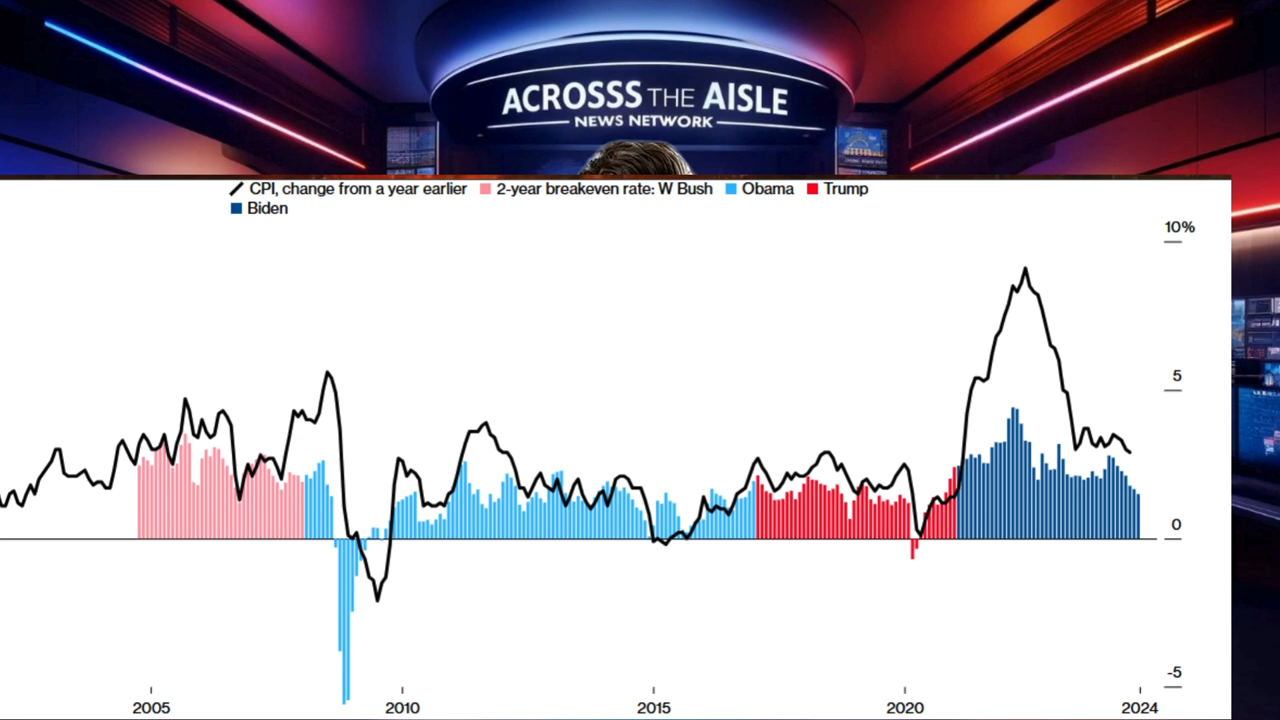 ACROSSS THE AISLE
NEWS NETWORK
CPI, change from a year earlier 2-year breakeven rate: W Bush Obama Trump
Biden
10%
5
0
-5
2005 2010 2015 2020 2024